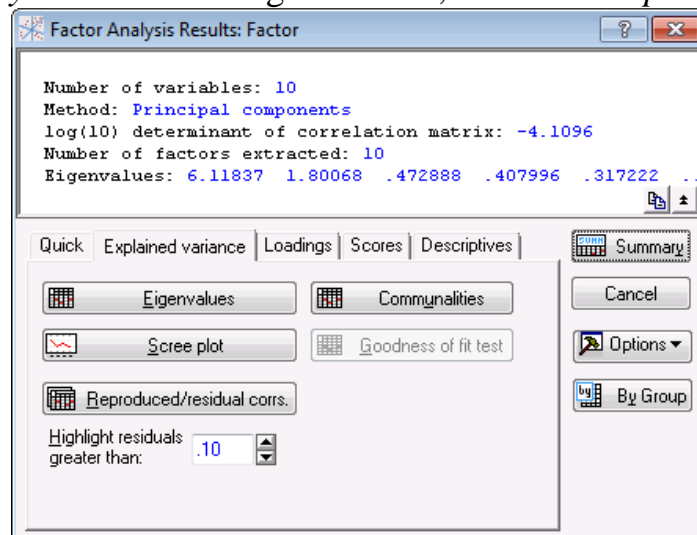 Factor Analysis Results: Factor
Number of variables: 10
Method: Principal components
log(10) determinant of correlation matrix: -4.1096
Number of factors extracted: 10
Eigenvalues: 6.11837 1.80068 .472888 .407996 .317222 ..
Quick Explained variance Loadings Scores Descriptives
Summary
Eigenvalues Communalities
Cancel
Scree plot Goodness of fit test
Options
Reproduced/residual corrs.
By Group
Highlight residuals
greater than: .10